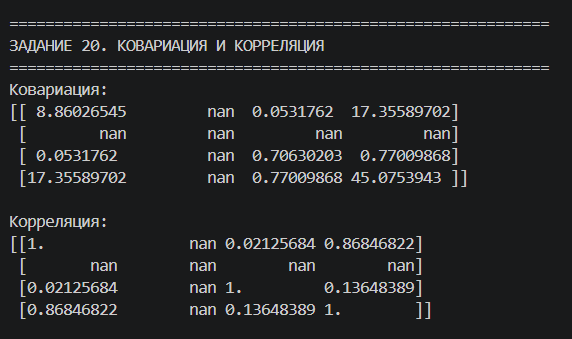 ============================================================
ЗАДАНИЕ 20. КОВАРИАЦИЯ И КОРРЕЛЯЦИЯ
============================================================
Ковариация:
[[ 8.86026545         nan  0.0531762  17.35589702]
 [        nan         nan         nan         nan]
 [ 0.0531762          nan  0.70630203  0.77009868]
 [17.35589702         nan  0.77009868 45.0753943 ]]

Корреляция:
[[1.                nan 0.02125684 0.86846822]
 [       nan        nan        nan        nan]
 [0.02125684        nan 1.         0.13648389]
 [0.86846822        nan 0.13648389 1.        ]]